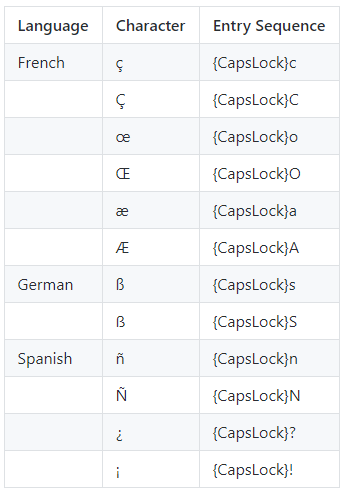 Language Character Entry Sequence
French ç {CapsLock}c
Ç {CapsLock}C
œ {CapsLock}o
Œ {CapsLock}O
æ {CapsLock}a
Æ {CapsLock}A
German ß {CapsLock}s
ß {CapsLock}S
Spanish ñ {CapsLock}n
Ñ {CapsLock}N
¿ {CapsLock}?
¡ {CapsLock}!